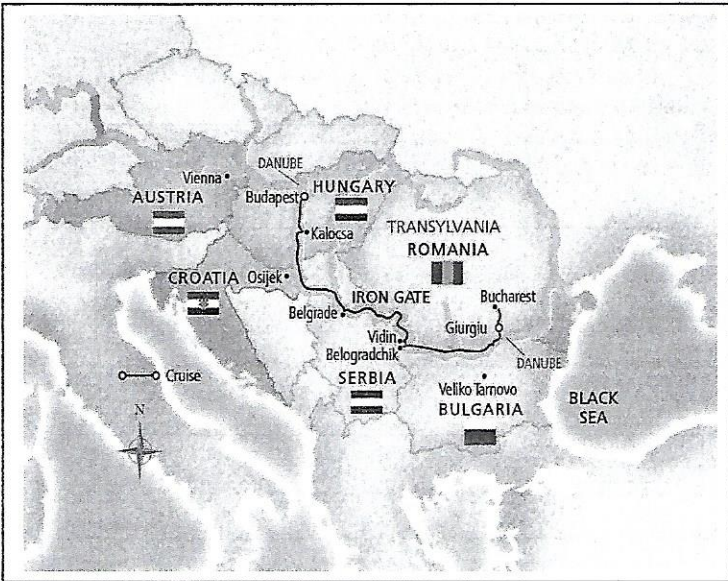 Vienna
DANUBE
AUSTRIA
Budapest
HUNGARY
Kalocsa
TRANSYLVANIA
ROMANIA
CROATIA
Osijek
IRON GATE
Bucharest
Belgrade
Giurgiu
Vidin
Belogradchik
DANUBE
SERBIA
Veliko Tarnovo
BULGARIA
BLACK
SEA
Cruise
N